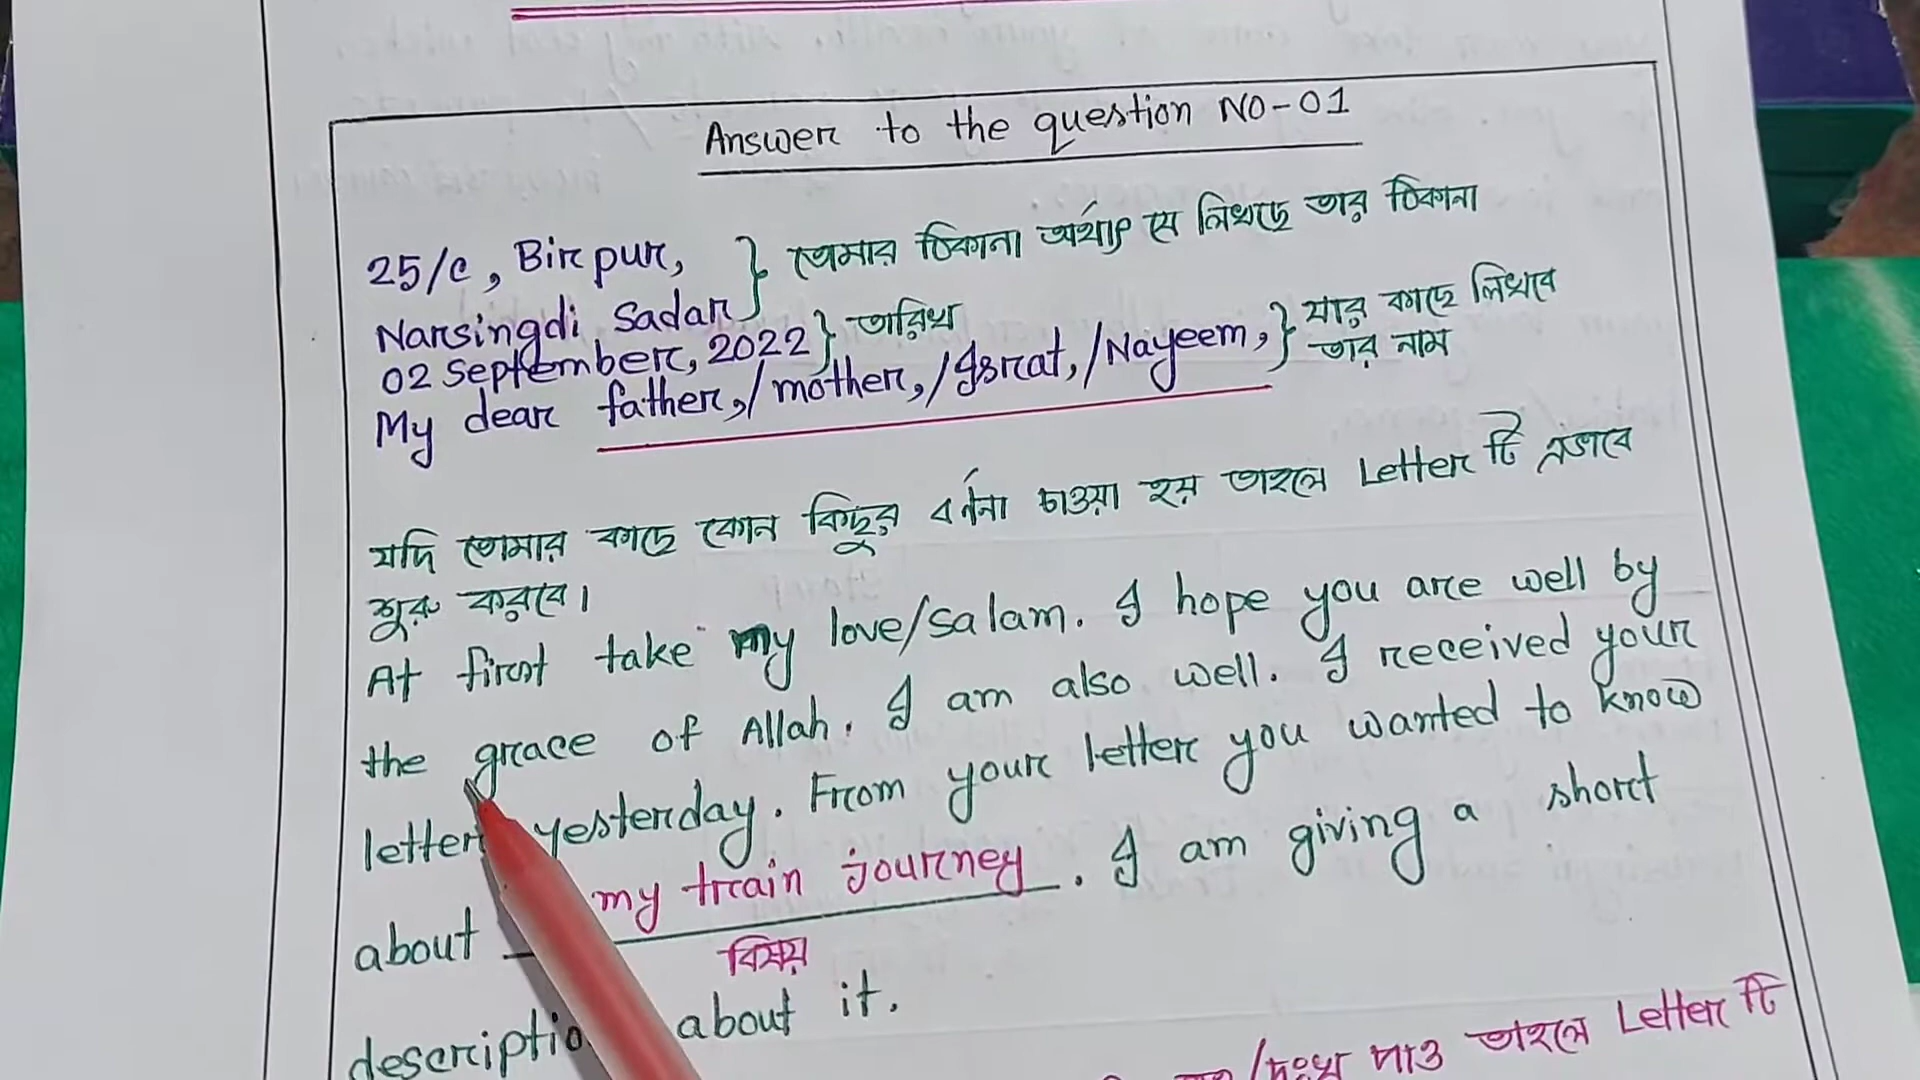 Answer to the question No-01
25/c, Birpur, } তোমার ঠিকানা অর্থাৎ যে লিখছে তার ঠিকানা
Narsingdi Sadar
02 September, 2022 } তারিখ
My dear father,/mother,/Israt,/Nayeem, } যার কাছে লিখবে তার নাম
যদি তোমার কাছে কোন কিছুর বর্ননা চাওয়া হয় তাহলে Letter টি এভাবে
শুরু করবে।
At first take my love/salam. I hope you are well by
the grace of Allah. I am also well. I received your
letter yesterday. From your letter you wanted to know
about my train journey. I am giving a short
বিষয়
description about it.
/দুঃখ পাও তাহলে Letter টি